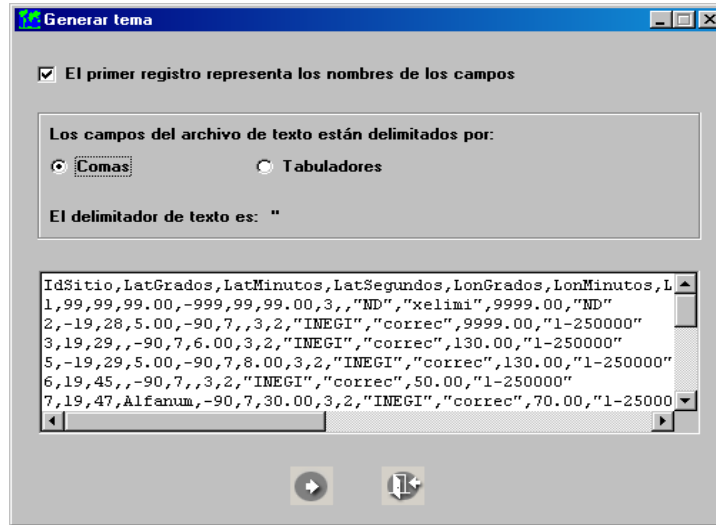 Generar tema
El primer registro representa los nombres de los campos
Los campos del archivo de texto están delimitados por:
Comas Tabuladores
El delimitador de texto es: "
IdSitio,LatGrados,LatMinutos,LatSegundos,LonGrados,LonMinutos,L
1,99,99,99.00,-999,99,99.00,3,,"ND","xelimi",9999.00,"ND"
2,-19,28,5.00,-90,7,,3,2,"INEGI","correc",9999.00,"1-250000"
3,19,29,,-90,7,6.00,3,2,"INEGI","correc",130.00,"1-250000"
5,-19,29,5.00,-90,7,8.00,3,2,"INEGI","correc",130.00,"1-250000"
6,19,45,,-90,7,,3,2,"INEGI","correc",50.00,"1-250000"
7,19,47,Alfanum,-90,7,30.00,3,2,"INEGI","correc",70.00,"1-25000